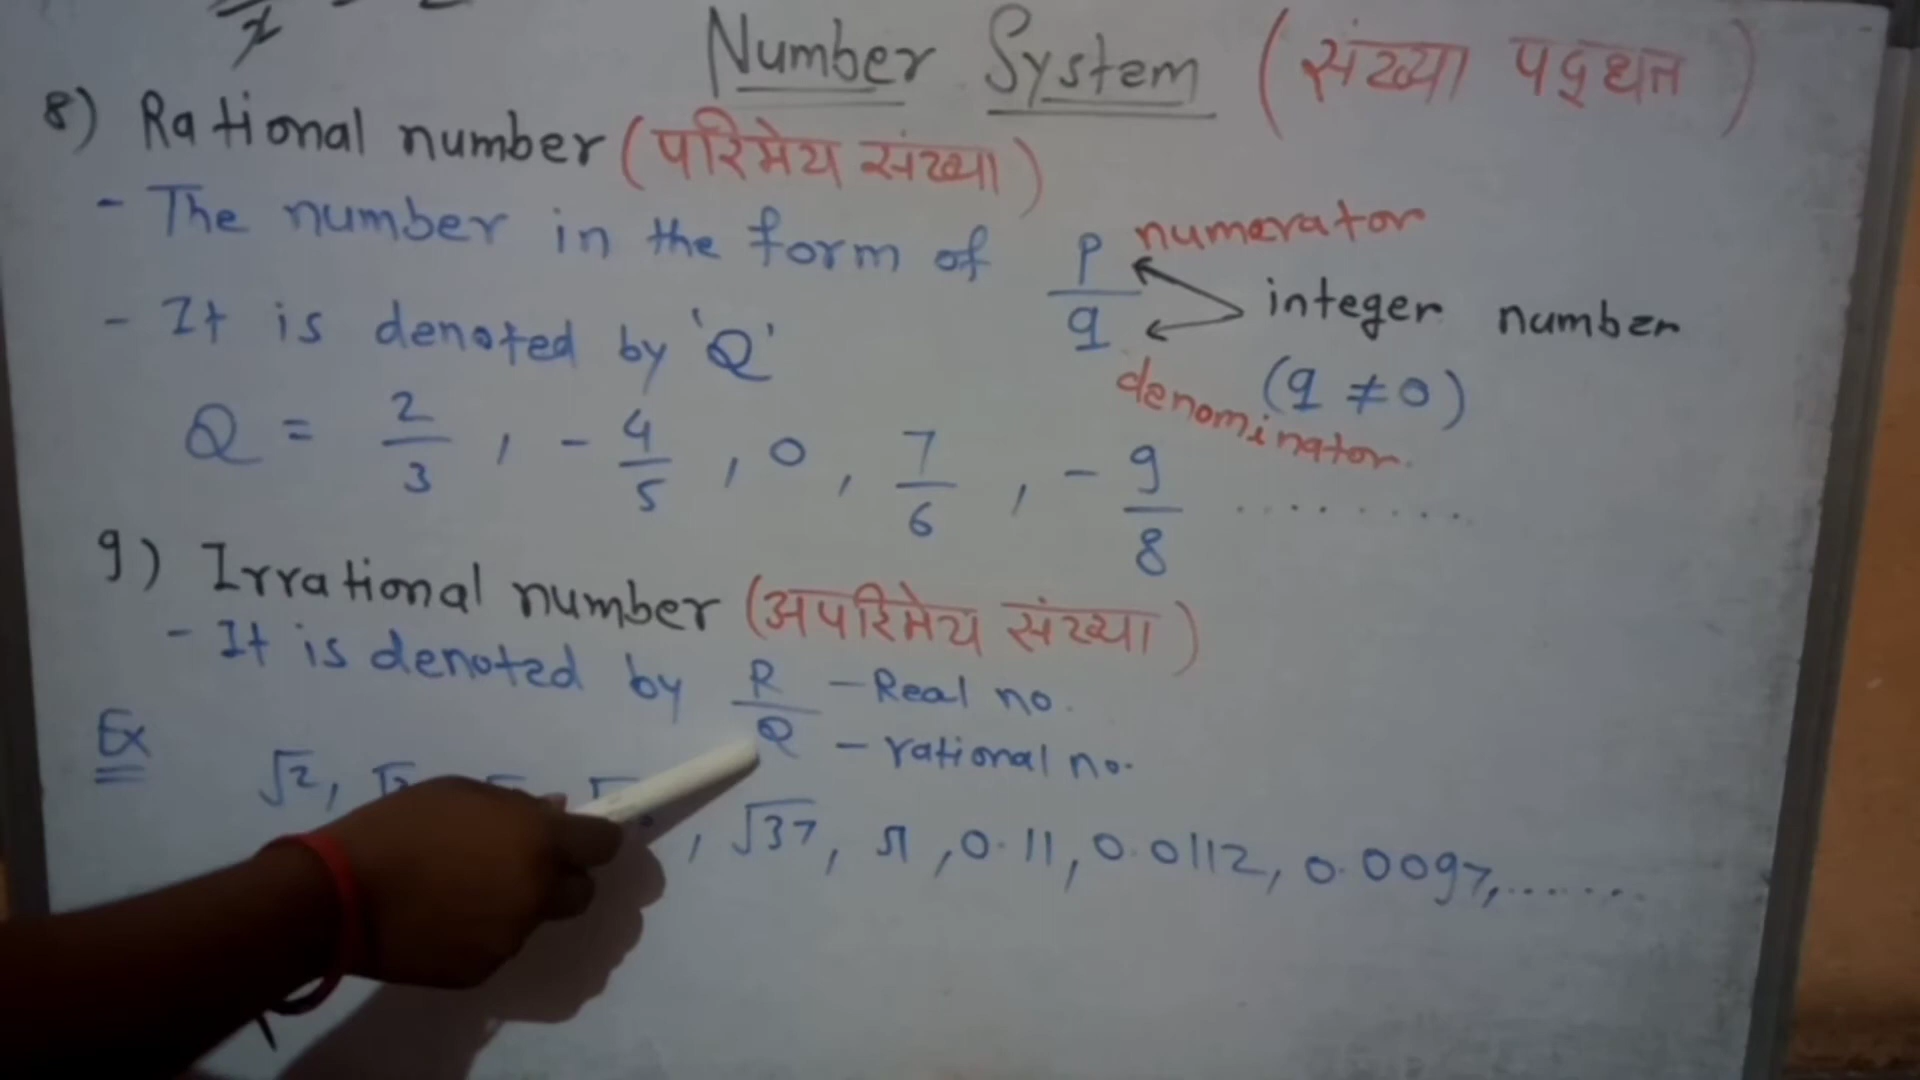 Number System (संख्या पद्धत)
8) Rational number (परिमेय संख्या)
- The number in the form of P/q
numerator
integer number
- It is denoted by 'Q'
(q ≠ 0)
denominator.
Q = 2/3, -4/5, 0, 7/6, -9/8 ........
9) Irrational number (अपरिमेय संख्या)
- It is denoted by R/Q
- Real no.
- rational no.
Ex
√2, √37, π, 0.11, 0.0112, 0.0097, ......